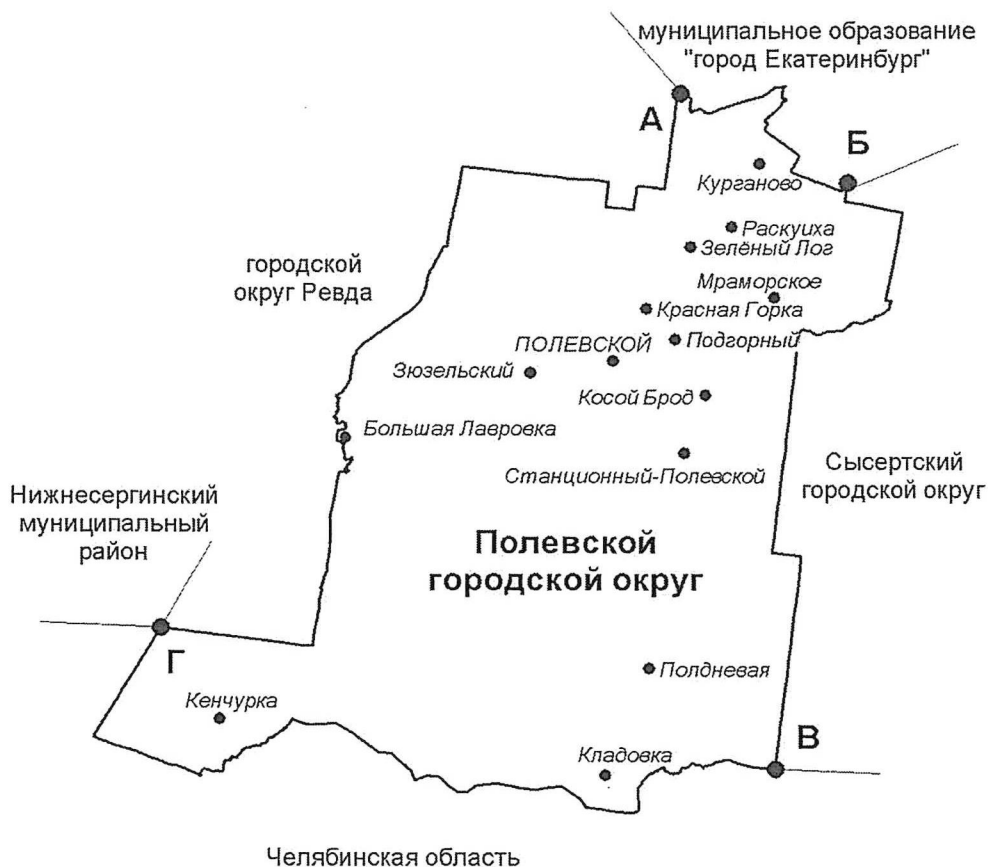 муниципальное образование
"город Екатеринбург"
А
Б
Курганово
Раскуиха
Зелёный Лог
городской
округ Ревда
Мраморское
Красная Горка
ПОЛЕВСКОЙ
Подгорный
Зюзельский
Косой Брод
Большая Лавровка
Станционный-Полевской
Сысертский
городской округ
Нижнесергинский
муниципальный
район
Полевской
городской округ
Г
Полдневая
Кенчурка
В
Кладовка
Челябинская область